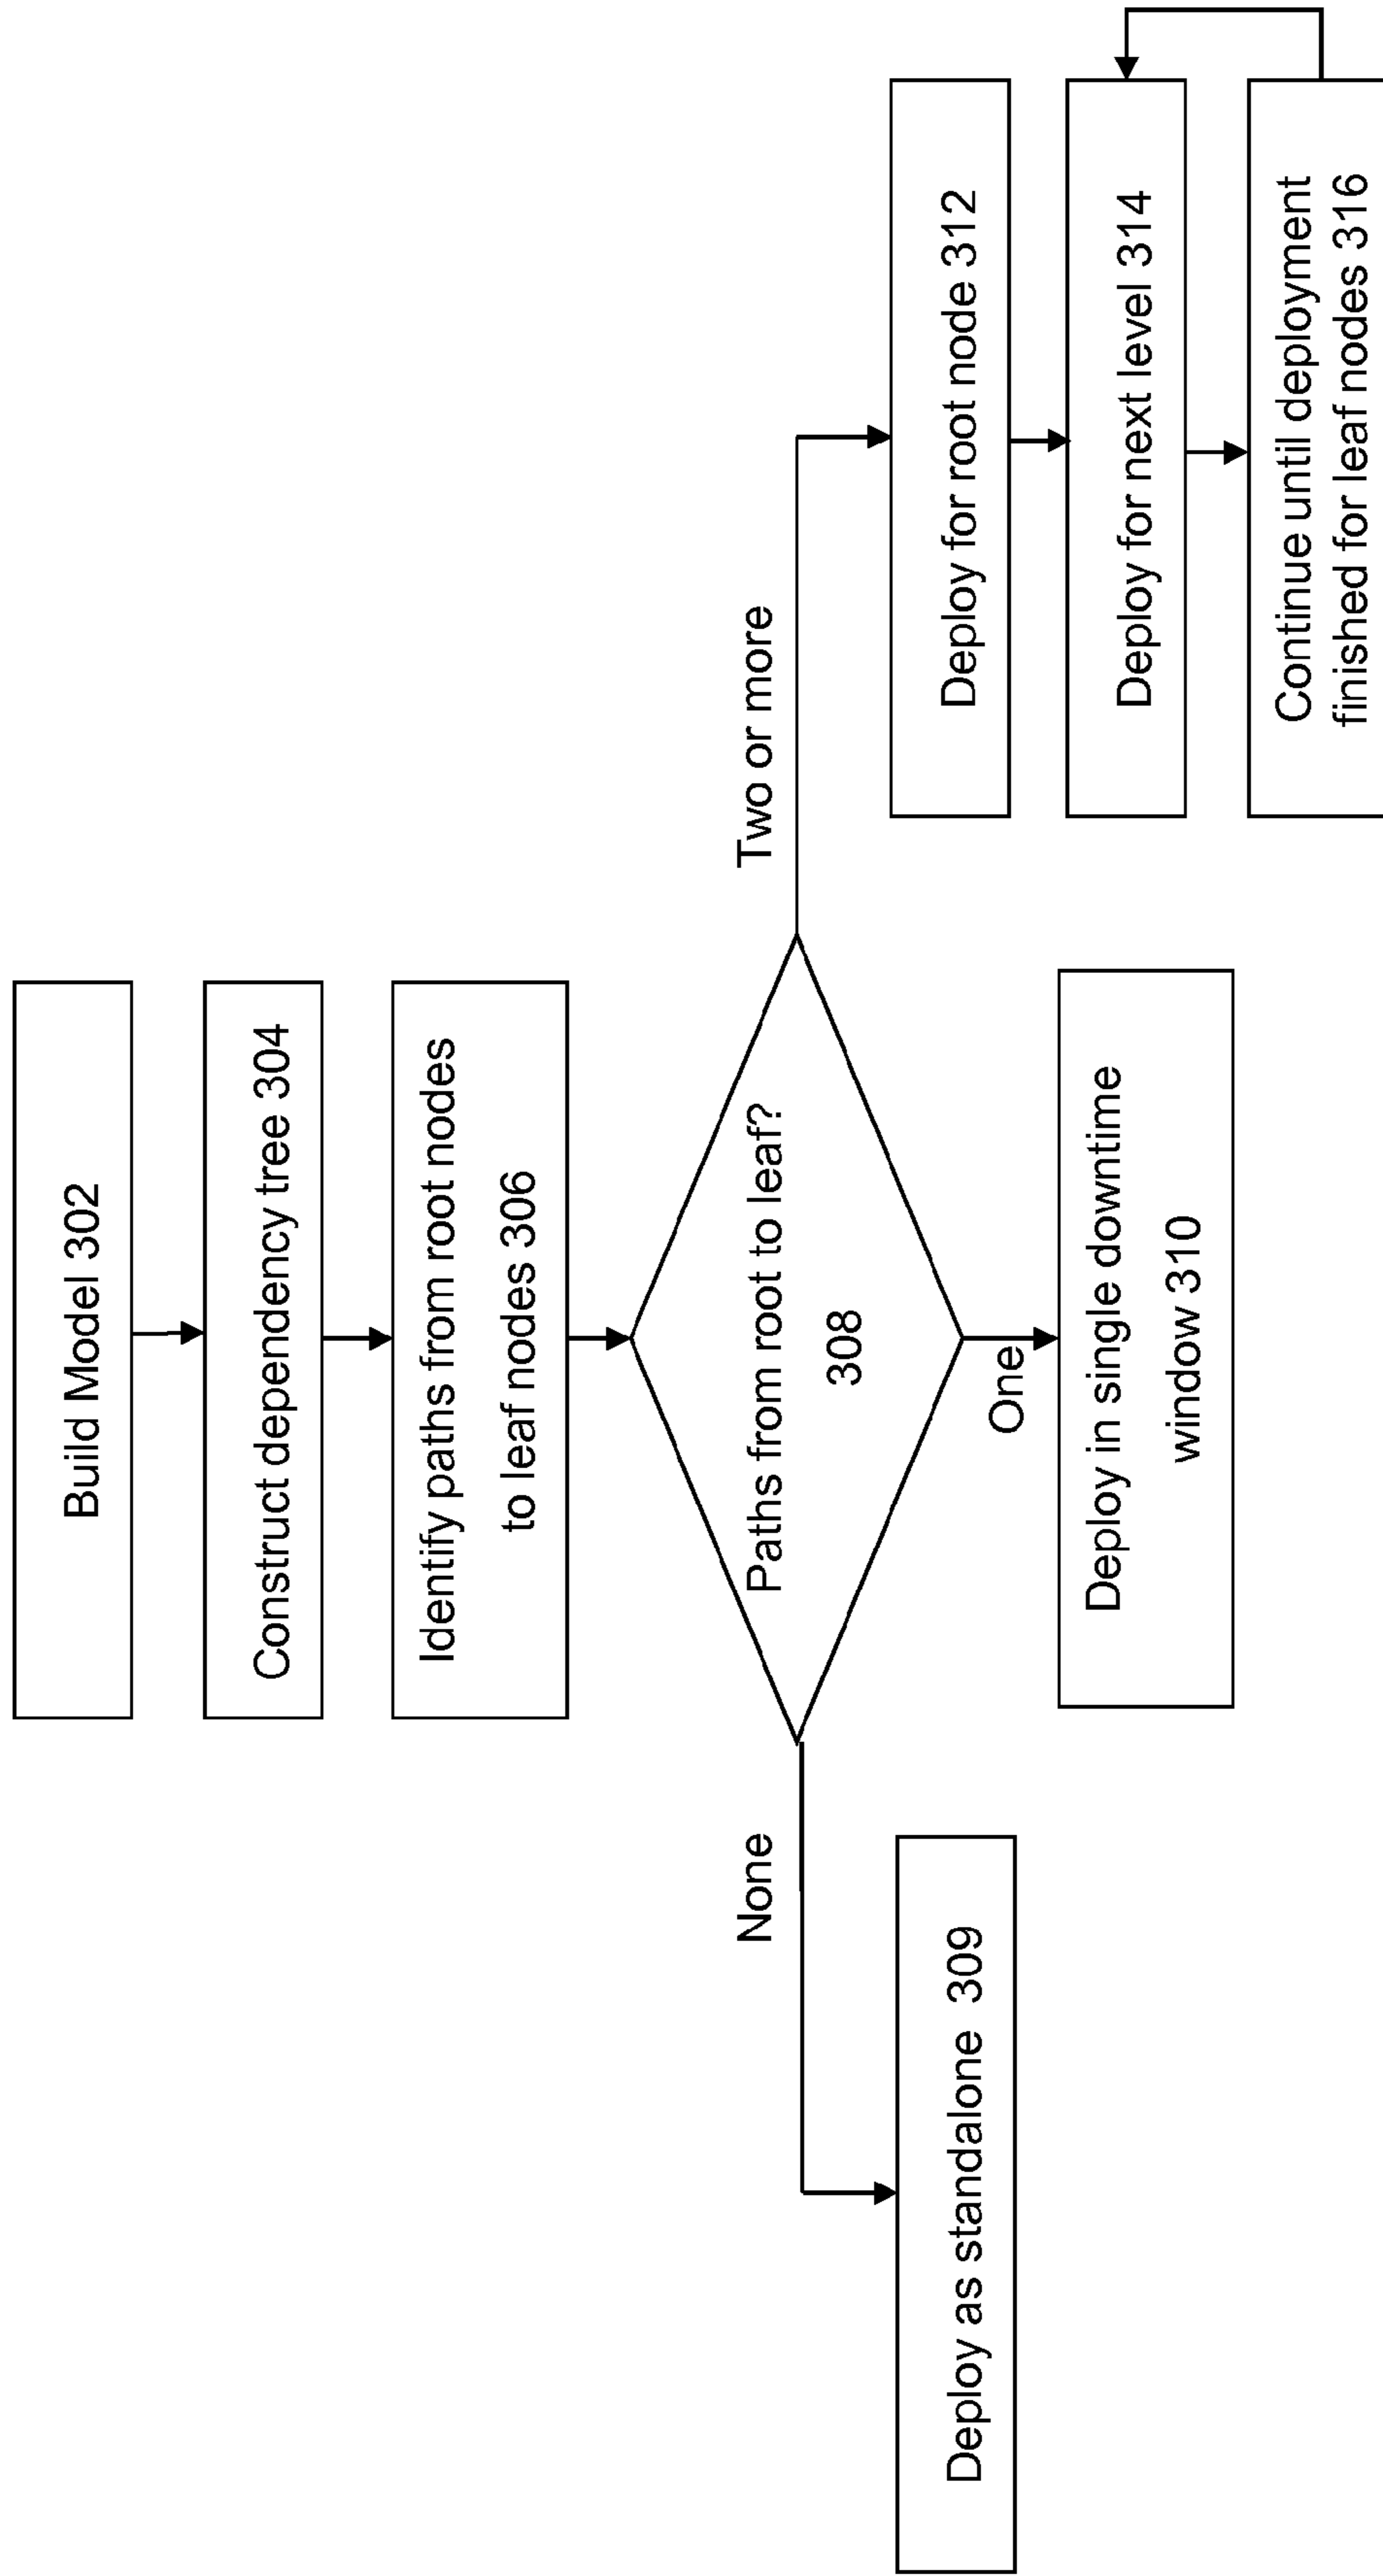 Build Model 302
Construct dependency tree 304
Identify paths from root nodes
to leaf nodes 306
Paths from root to leaf?
308
None
One
Two or more
Deploy as standalone 309
Deploy in single downtime
window 310
Deploy for root node 312
Deploy for next level 314
Continue until deployment
finished for leaf nodes 316